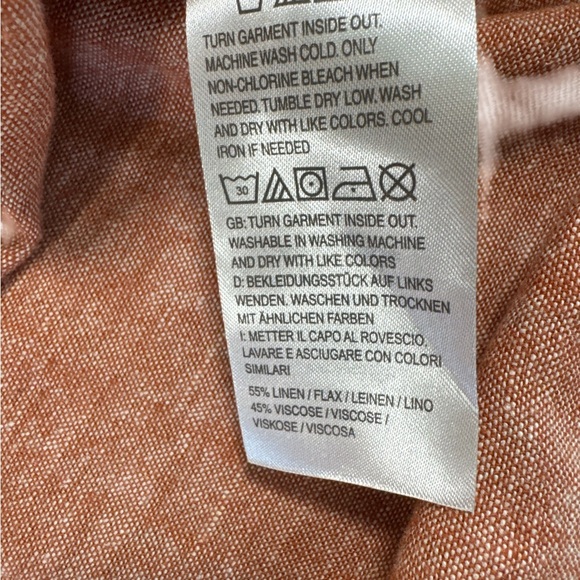 TURN GARMENT INSIDE OUT.
MACHINE WASH COLD. ONLY
NON-CHLORINE BLEACH WHEN
NEEDED. TUMBLE DRY LOW. WASH
AND DRY WITH LIKE COLORS. COOL
IRON IF NEEDED
30
GB: TURN GARMENT INSIDE OUT.
WASHABLE IN WASHING MACHINE
AND DRY WITH LIKE COLORS
D: BEKLEIDUNGSSTÜCK AUF LINKS
WENDEN. WASCHEN UND TROCKNEN
MIT ÄHNLICHEN FARBEN
I: METTER IL CAPO AL ROVESCIO.
LAVARE E ASCIUGARE CON COLORI
SIMILARI
55% LINEN / FLAX / LEINEN / LINO
45% VISCOSE / VISCOSE /
VISKOSE / VISCOSA